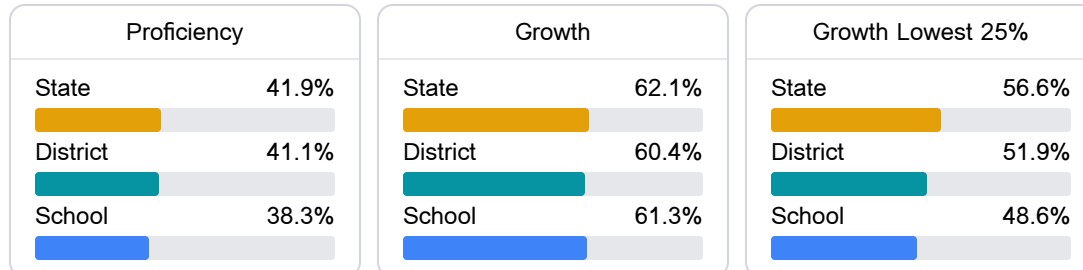 Proficiency
State 41.9%
District 41.1%
School 38.3%
Growth
State 62.1%
District 60.4%
School 61.3%
Growth Lowest 25%
State 56.6%
District 51.9%
School 48.6%